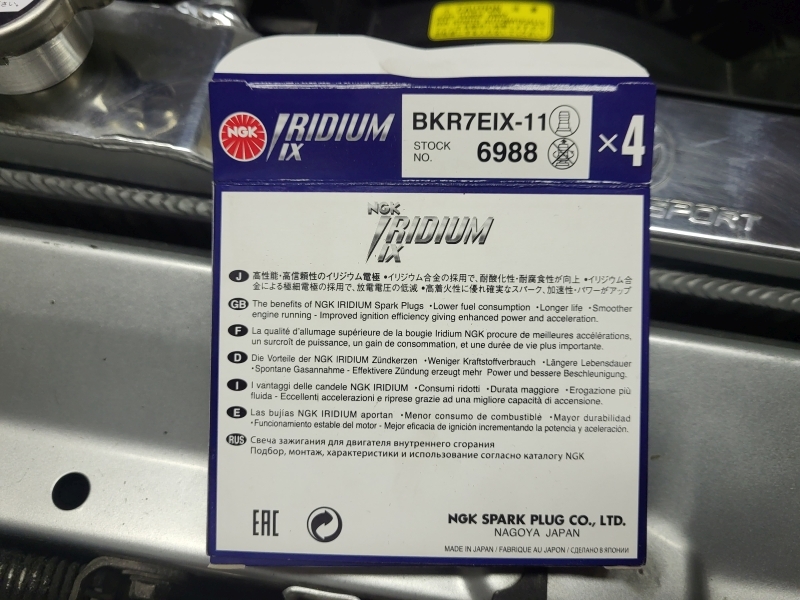 CAUTION
NGK IRIDIUM IX
BKR7EIX-11
STOCK NO. 6988
×4
SPORT
NGK
IRIDIUM
IX
J 高性能・高信頼性のイリジウム電極 •イリジウム合金の採用で、耐酸化性・耐腐食性が向上 •イリジウム合
金による極細電極の採用で、放電電圧の低減 •高着火性に優れ確実なスパーク、加速性・パワーがアップ
GB The benefits of NGK IRIDIUM Spark Plugs •Lower fuel consumption •Longer life •Smoother
engine running - Improved ignition efficiency giving enhanced power and acceleration.
F La qualité d'allumage supérieure de la bougie Iridium NGK procure de meilleures accélérations,
un surcroît de puissance, un gain de consommation, et une durée de vie plus importante.
D Die Vorteile der NGK IRIDIUM Zündkerzen •Weniger Kraftstoffverbrauch •Längere Lebensdauer
•Spontane Gasannahme - Effektivere Zündung erzeugt mehr Power und bessere Beschleunigung.
I I vantaggi delle candele NGK IRIDIUM •Consumi ridotti •Durata maggiore •Erogazione più
fluida - Eccellenti accelerazioni e riprese grazie ad una migliore capacità di accensione.
E Las bujías NGK IRIDIUM aportan •Menor consumo de combustible •Mayor durabilidad
•Funcionamiento estable del motor - Mejor eficacia de ignición incrementando la potencia y aceleración.
RUS Свеча зажигания для двигателя внутреннего сгорания
Подбор, монтаж, характеристики и использование согласно каталогу NGK
EAC
NGK SPARK PLUG CO., LTD.
NAGOYA JAPAN
MADE IN JAPAN / FABRIQUE AU JAPON / СДЕЛАНО В ЯПОНИИ